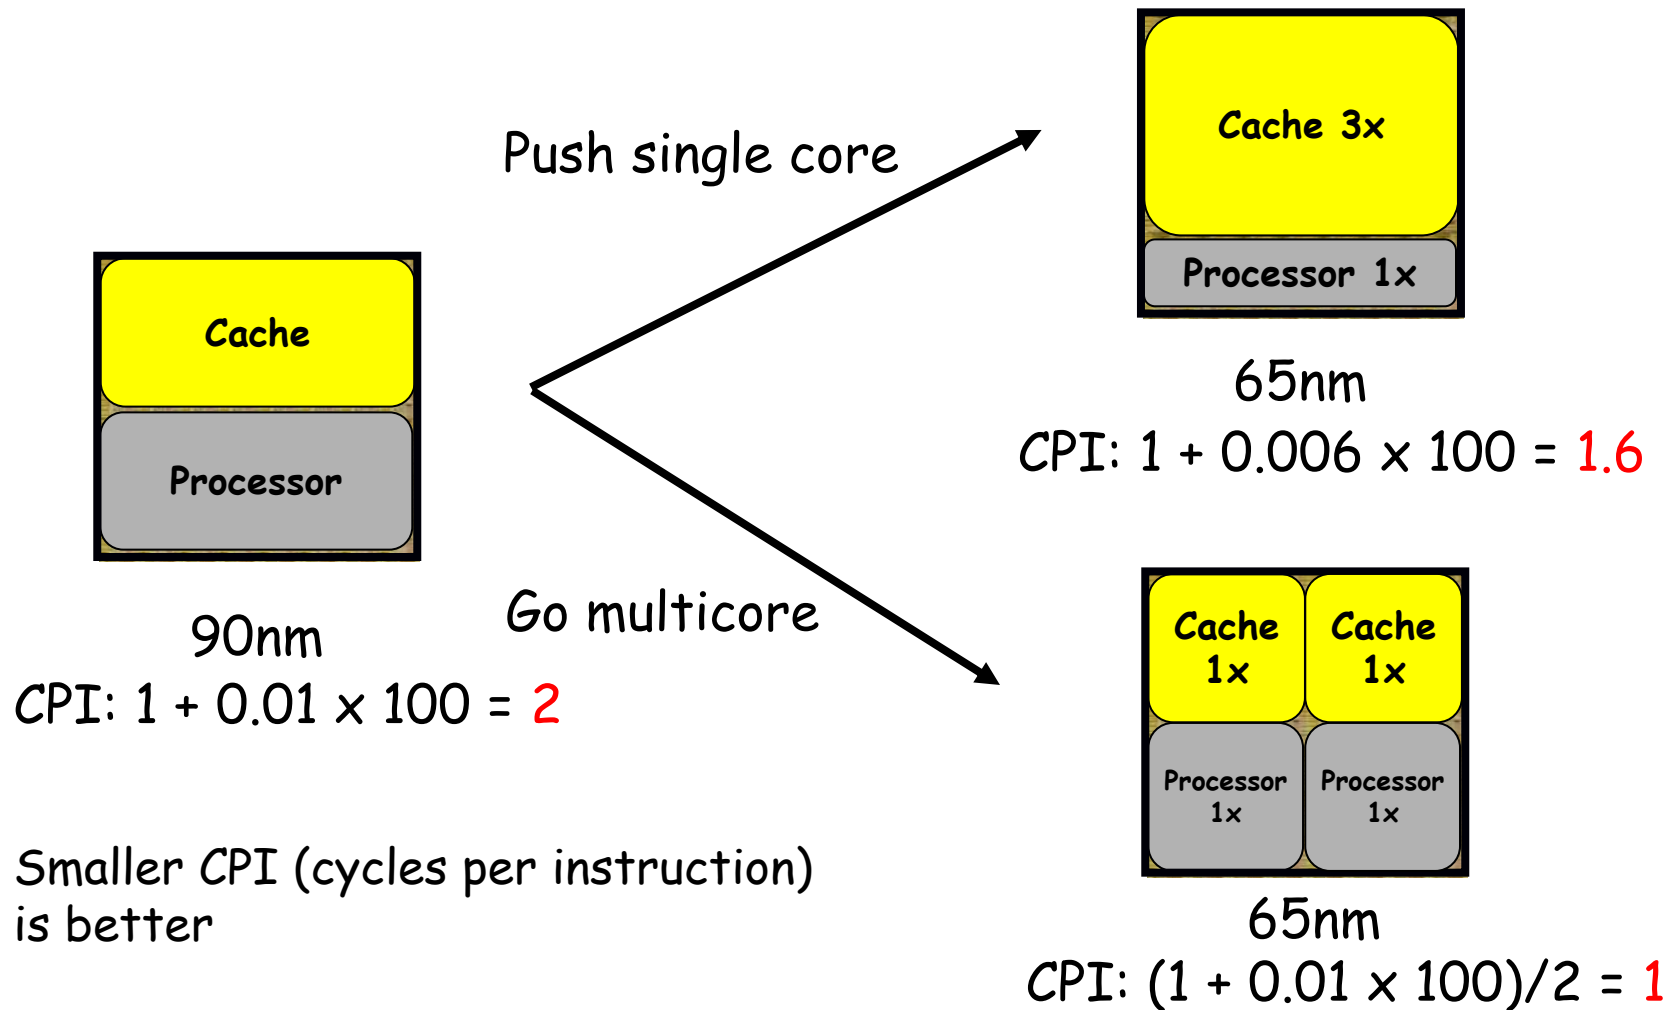 Push single core
Cache 3x
Processor 1x
65nm
CPI: 1 + 0.006 x 100 = 1.6
Cache
Processor
90nm
CPI: 1 + 0.01 x 100 = 2
Go multicore
Cache
1x
Cache
1x
Processor
1x
Processor
1x
65nm
CPI: (1 + 0.01 x 100)/2 = 1
Smaller CPI (cycles per instruction)
is better